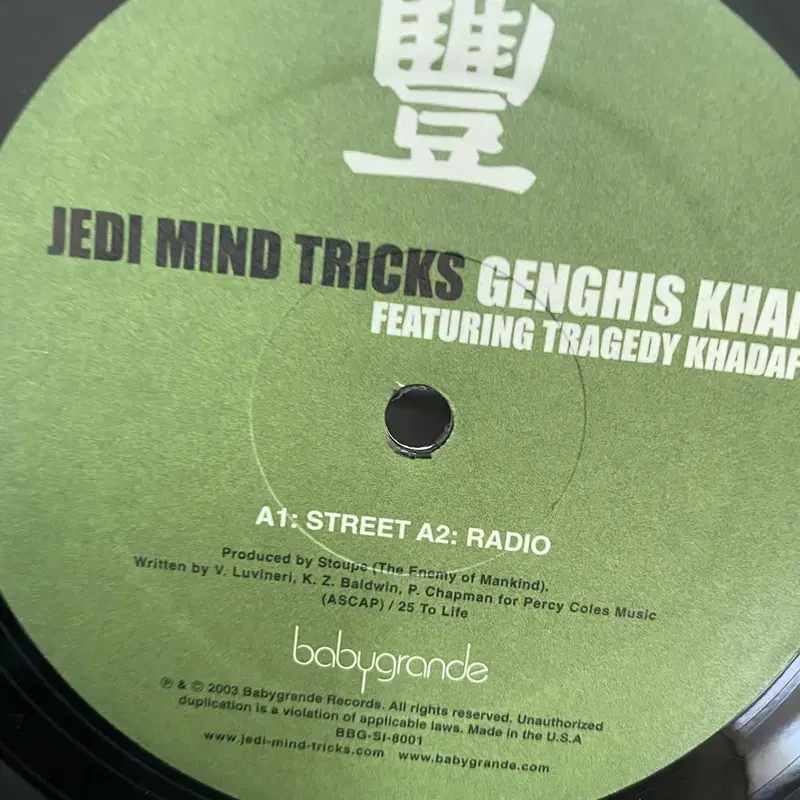 豐
JEDI MIND TRICKS GENGHIS KHAN
FEATURING TRAGEDY KHADAF
A1: STREET A2: RADIO
Produced by Stoupe (The Enemy of Mankind).
Written by V. Luvineri, K. Z. Baldwin, P. Chapman for Percy Coles Music
(ASCAP) / 25 To Life
babygrande
℗ & © 2003 Babygrande Records. All rights reserved. Unauthorized
duplication is a violation of applicable laws. Made in the U.S.A
BBG-SI-8001
www.jedi-mind-tricks.com www.babygrande.com